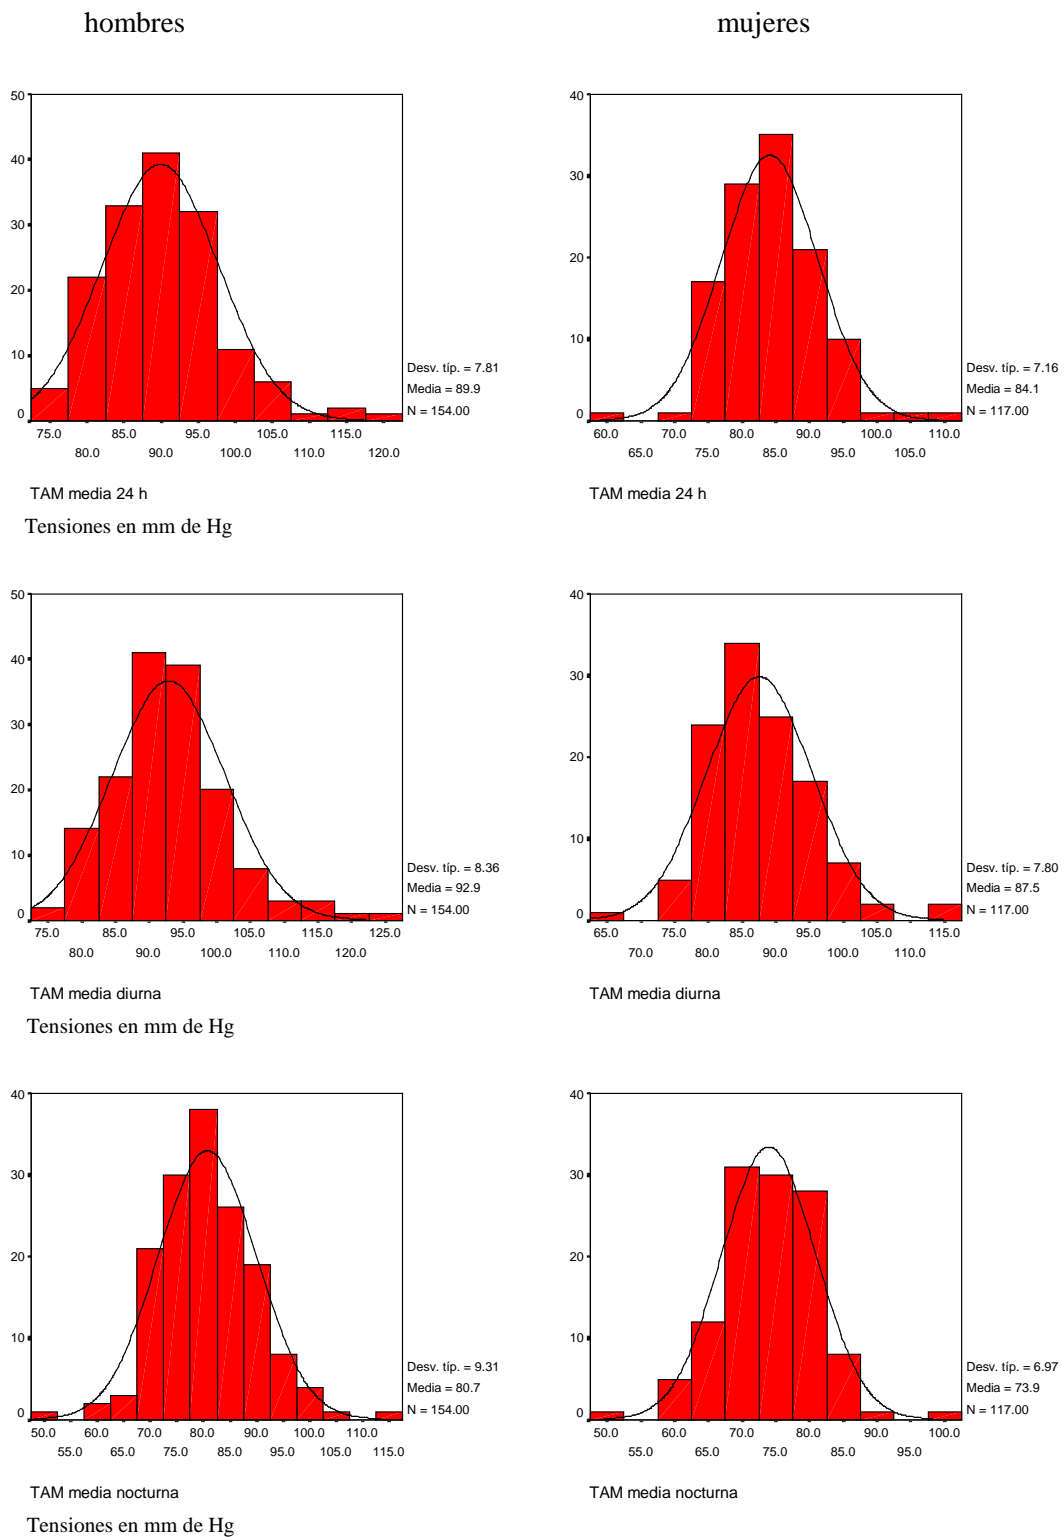 hombres
mujeres
50
40
30
20
10
0
75.0 85.0 95.0 105.0 115.0
80.0 90.0 100.0 110.0 120.0
Desv. típ. = 7.81
Media = 89.9
N = 154.00
TAM media 24 h
Tensiones en mm de Hg
40
30
20
10
0
60.0 70.0 75.0 85.0 100.0 110.0
65.0 80.0 90.0 95.0 105.0
Desv. típ. = 7.16
Media = 84.1
N = 117.00
TAM media 24 h
50
40
30
20
10
0
75.0 85.0 95.0 105.0 115.0 125.0
80.0 90.0 100.0 110.0 120.0
Desv. típ. = 8.36
Media = 92.9
N = 154.00
TAM media diurna
Tensiones en mm de Hg
40
30
20
10
0
65.0 75.0 85.0 95.0 105.0 115.0
70.0 80.0 90.0 100.0 110.0
Desv. típ. = 7.80
Media = 87.5
N = 117.00
TAM media diurna
40
30
20
10
0
50.0 60.0 70.0 80.0 90.0 100.0 110.0
55.0 65.0 75.0 85.0 95.0 105.0 115.0
Desv. típ. = 9.31
Media = 80.7
N = 154.00
TAM media nocturna
Tensiones en mm de Hg
40
30
20
10
0
50.0 60.0 70.0 80.0 90.0 100.0
55.0 65.0 75.0 85.0 95.0
Desv. típ. = 6.97
Media = 73.9
N = 117.00
TAM media nocturna